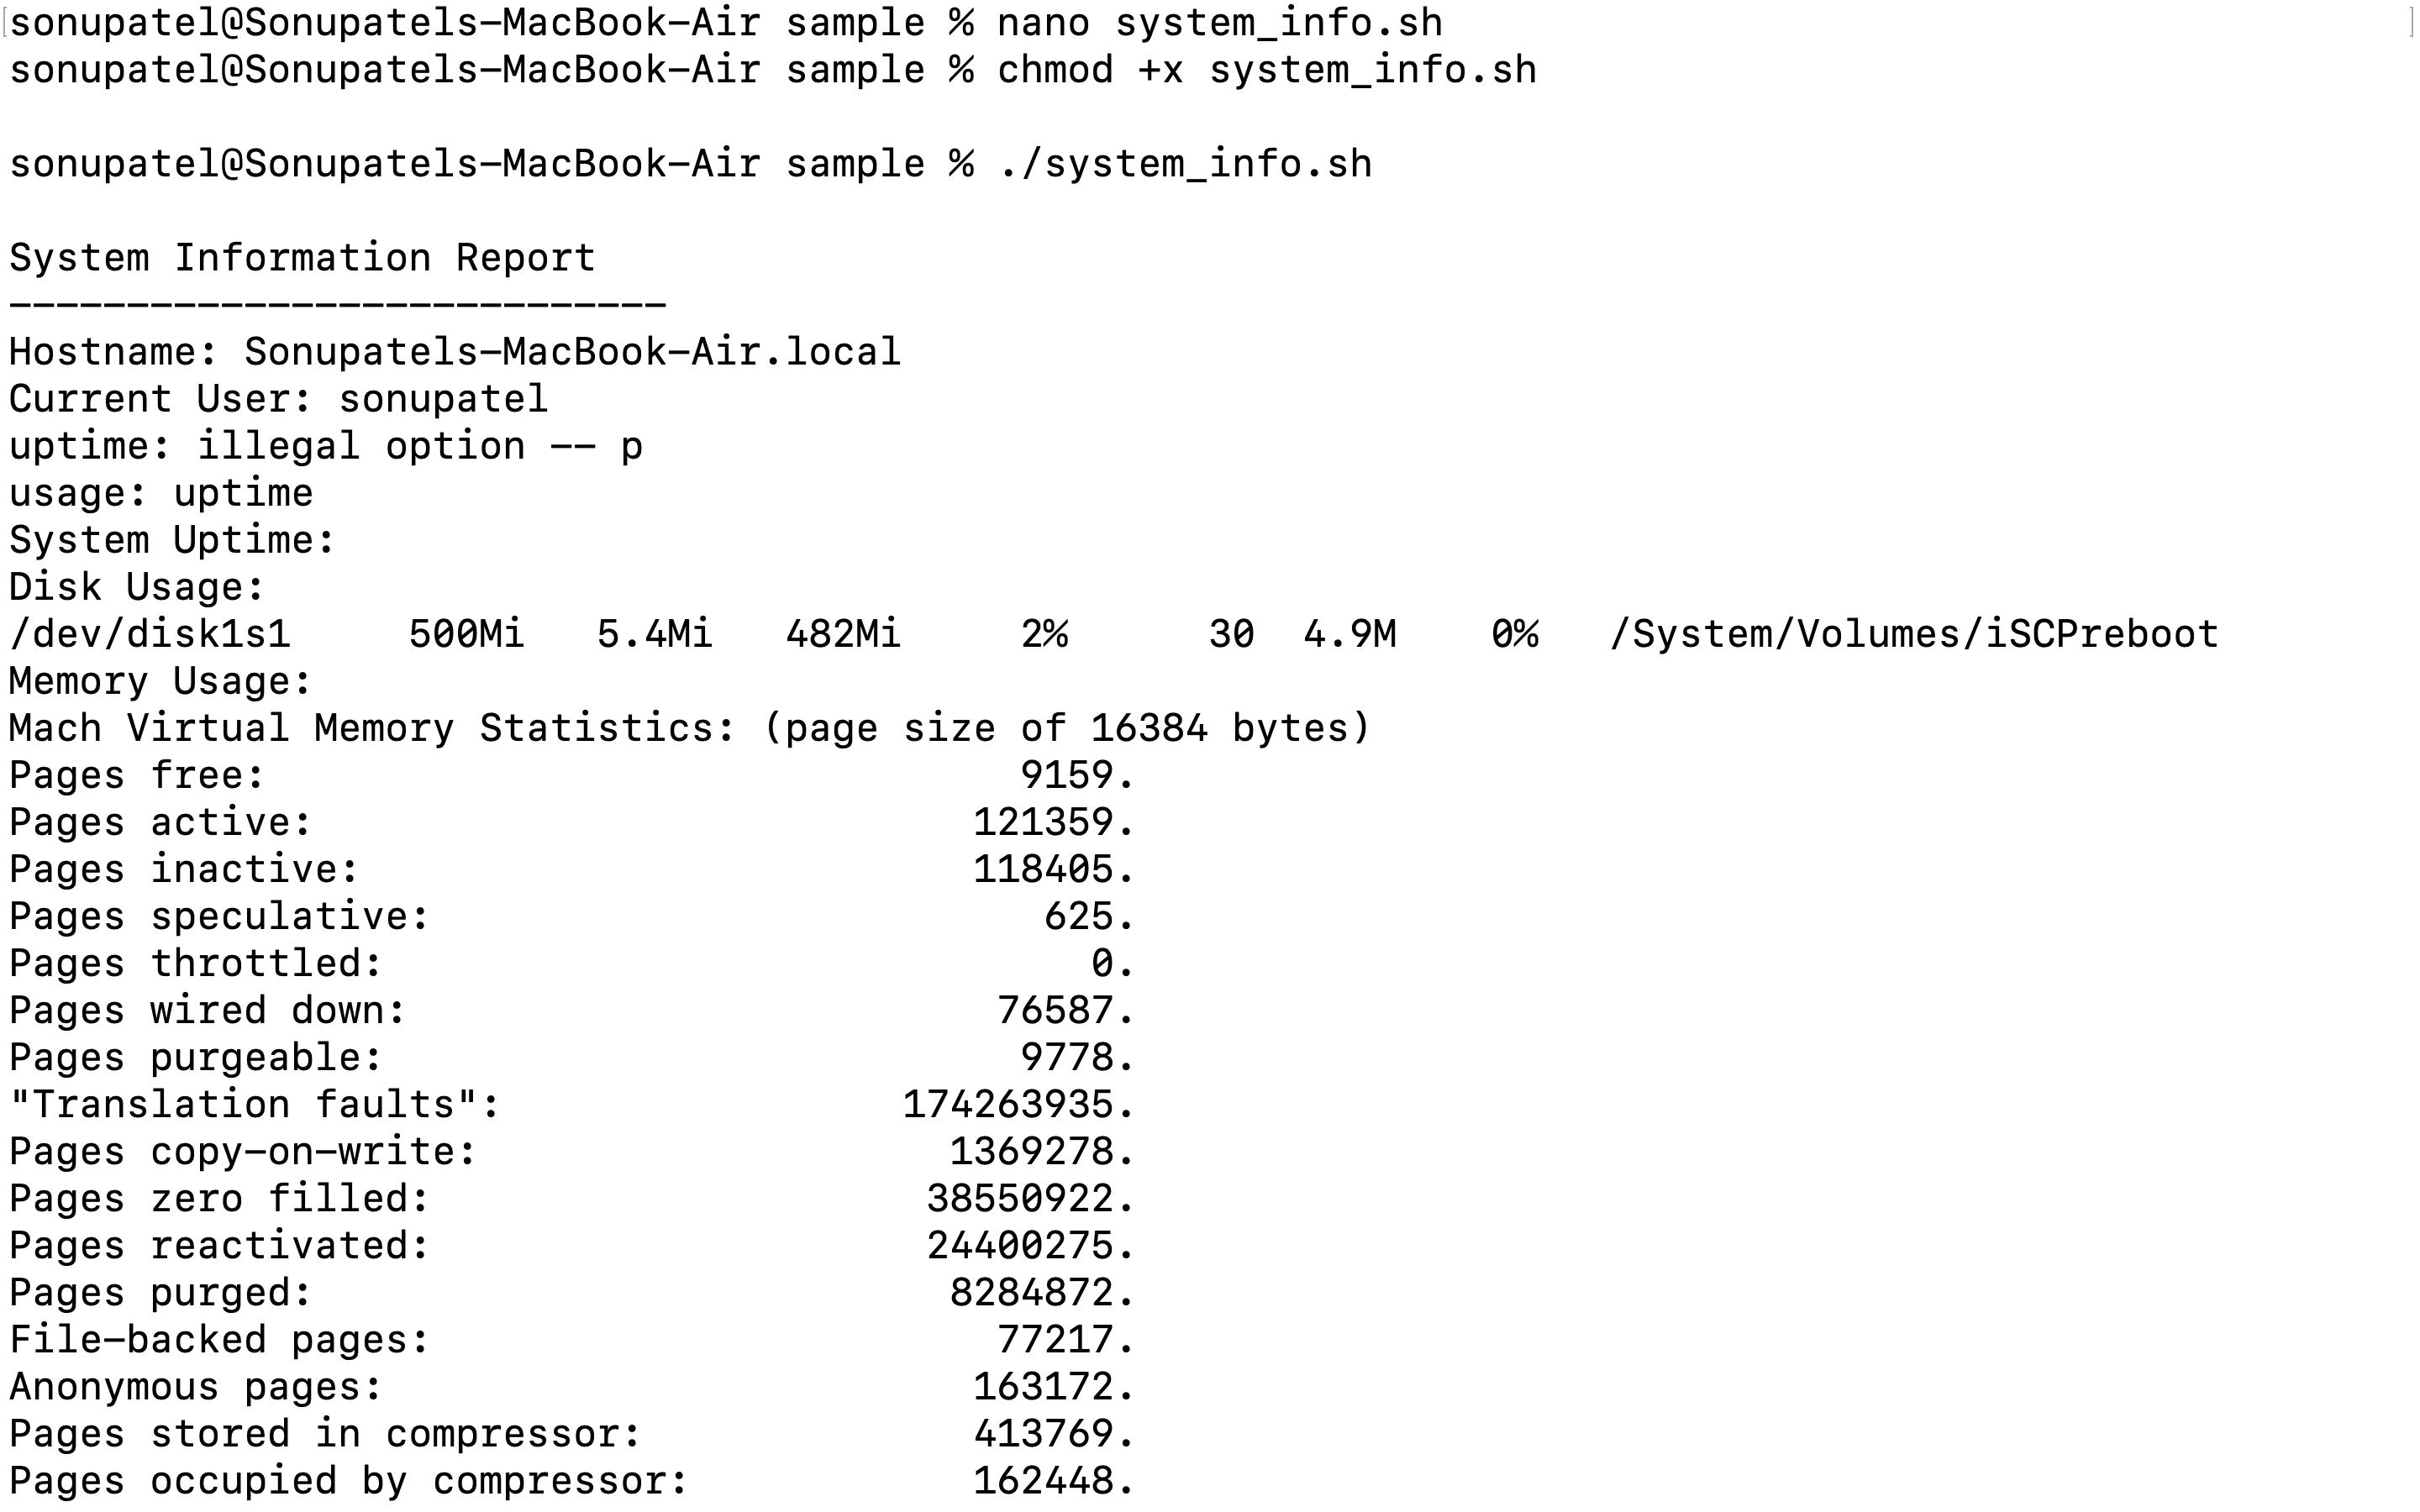 sonupatel@Sonupatels-MacBook-Air sample % nano system_info.sh
sonupatel@Sonupatels-MacBook-Air sample % chmod +x system_info.sh
sonupatel@Sonupatels-MacBook-Air sample % ./system_info.sh
System Information Report
----------------------------
Hostname: Sonupatels-MacBook-Air.local
Current User: sonupatel
uptime: illegal option -- p
usage: uptime
System Uptime:
Disk Usage:
/dev/disk1s1     500Mi   5.4Mi   482Mi     2%      30  4.9M    0%   /System/Volumes/iSCPreboot
Memory Usage:
Mach Virtual Memory Statistics: (page size of 16384 bytes)
Pages free:                                9159.
Pages active:                            121359.
Pages inactive:                          118405.
Pages speculative:                          625.
Pages throttled:                              0.
Pages wired down:                         76587.
Pages purgeable:                           9778.
"Translation faults":                 174263935.
Pages copy-on-write:                    1369278.
Pages zero filled:                     38550922.
Pages reactivated:                     24400275.
Pages purged:                           8284872.
File-backed pages:                        77217.
Anonymous pages:                         163172.
Pages stored in compressor:              413769.
Pages occupied by compressor:            162448.